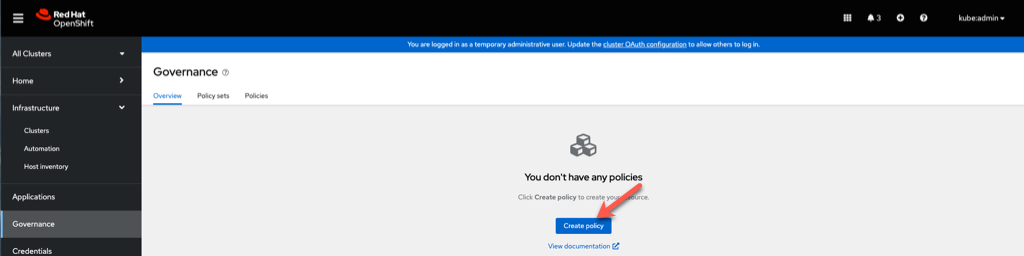 Red Hat
OpenShift
3
kube:admin
All Clusters
You are logged in as a temporary administrative user. Update the cluster OAuth configuration to allow others to log in.
Home
Governance
Overview Policy sets Policies
Infrastructure
Clusters
Automation
Host inventory
Applications
Governance
Credentials
You don't have any policies
Click Create policy to create your resource.
Create policy
View documentation